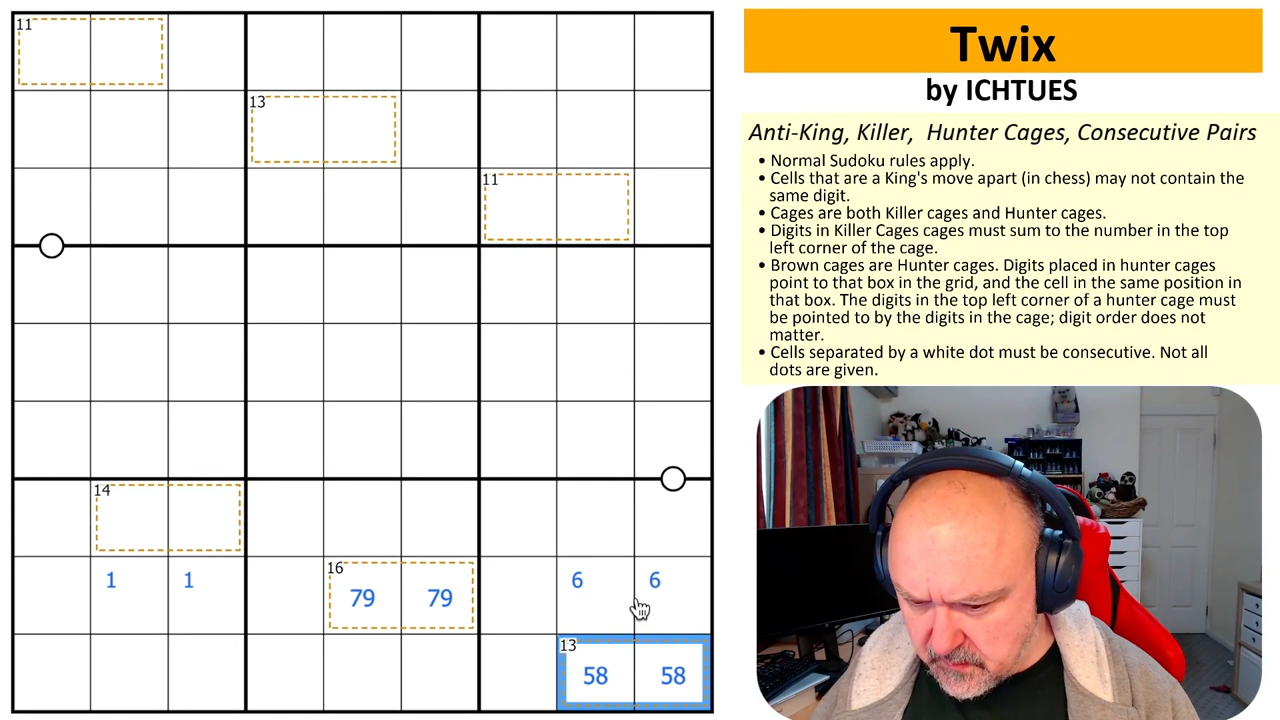 Twix
by ICHTUES
Anti-King, Killer, Hunter Cages, Consecutive Pairs
• Normal Sudoku rules apply.
• Cells that are a King's move apart (in chess) may not contain the
same digit.
• Cages are both Killer cages and Hunter cages.
• Digits in Killer Cages cages must sum to the number in the top
left corner of the cage.
• Brown cages are Hunter cages. Digits placed in hunter cages
point to that box in the grid, and the cell in the same position in
that box. The digits in the top left corner of a hunter cage must
be pointed to by the digits in the cage; digit order does not
matter.
• Cells separated by a white dot must be consecutive. Not all
dots are given.
11
13
11
14
16
1 1 79 79 6 6
13
58 58